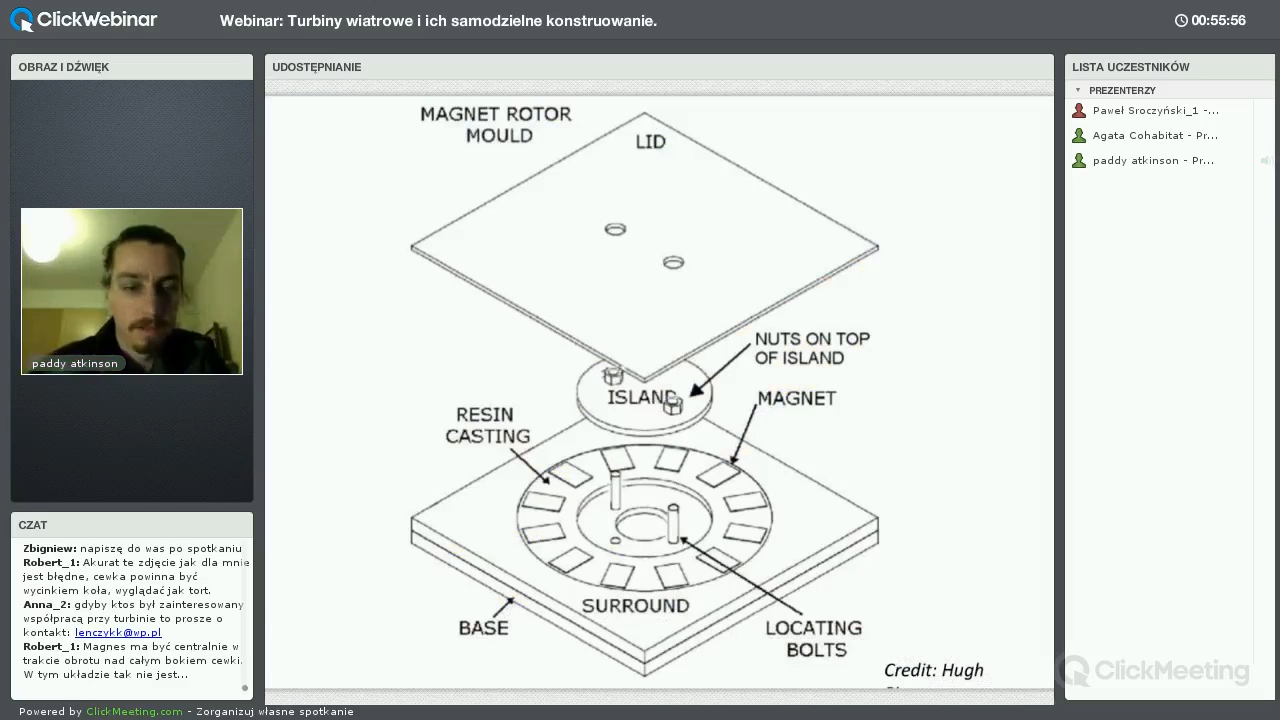 ClickWebinar
Webinar: Turbiny wiatrowe i ich samodzielne konstruowanie.
00:55:56
OBRAZ I DŹWIĘK
paddy atkinson
CZAT
Zbigniew: napiszę do was po spotkaniu
Robert_1: Akurat te zdjęcie jak dla mnie
jest błędne, cewka powinna być
wycinkiem koła, wyglądać jak tort.
Anna_2: gdyby ktos był zainteresowany
współpracą przy turbinie to prosze o
kontakt: lenczykk@wp.pl
Robert_1: Magnes ma być centralnie w
trakcie obrotu nad całym bokiem cewki.
W tym układzie tak nie jest...
UDOSTĘPNIANIE
MAGNET ROTOR
MOULD
LID
NUTS ON TOP
OF ISLAND
ISLAND
MAGNET
RESIN
CASTING
SURROUND
BASE
LOCATING
BOLTS
Credit: Hugh
LISTA UCZESTNIKÓW
PREZENTERZY
Paweł Sroczyński_1 -...
Agata Cohabitat - Pr...
paddy atkinson - Pr...
ClickMeeting
Powered by ClickMeeting.com - Zorganizuj własne spotkanie